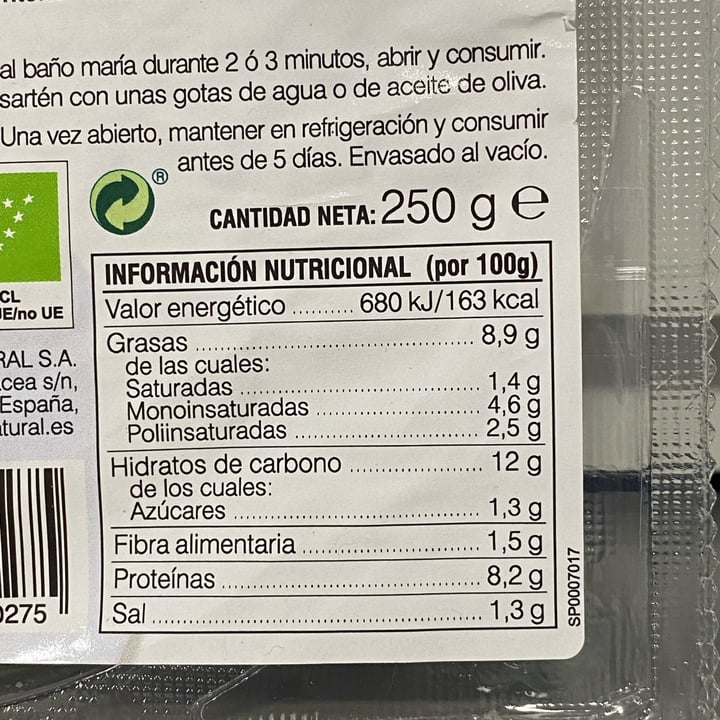 al baño maría durante 2 ó 3 minutos, abrir y consumir.
sartén con unas gotas de agua o de aceite de oliva.
Una vez abierto, mantener en refrigeración y consumir
antes de 5 días. Envasado al vacío.
®
CANTIDAD NETA: 250 g e
CL
UE/no UE
RAL S.A.
cea s/n,
España,
atural.es
0275
INFORMACIÓN NUTRICIONAL (por 100g)
Valor energético .......... 680 kJ/163 kcal
Grasas .......... 8,9 g
de las cuales:
Saturadas .......... 1,4 g
Monoinsaturadas .......... 4,6 g
Poliinsaturadas .......... 2,5 g
Hidratos de carbono .......... 12 g
de los cuales:
Azúcares .......... 1,3 g
Fibra alimentaria .......... 1,5 g
Proteínas .......... 8,2 g
Sal .......... 1,3 g
SP0007017